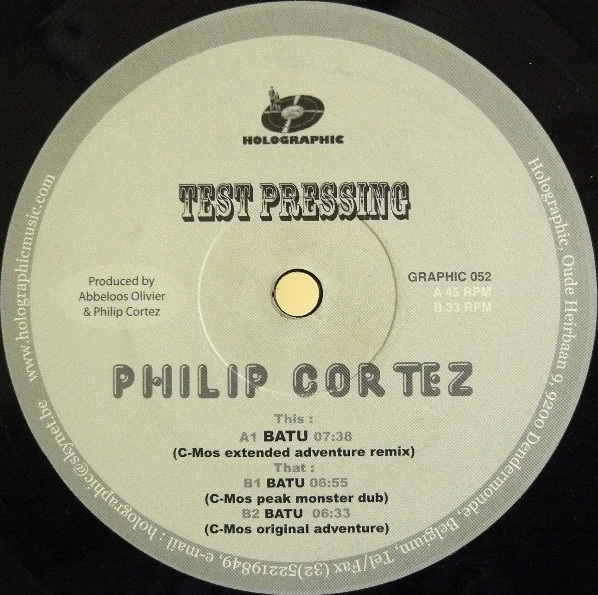 HOLOGRAPHIC
TEST PRESSING
Produced by
Abbeloos Olivier
& Philip Cortez
GRAPHIC 052
A 45 RPM
B 33 RPM
PHILIP CORTEZ
This :
A1 BATU 07:38
(C-Mos extended adventure remix)
That :
B1 BATU 06:55
(C-Mos peak monster dub)
B2 BATU 06:33
(C-Mos original adventure)
Holographic, Oude Heirbaan 9, 9200 Dendermonde, Belgium, Tel/Fax (32)52219849, e-mail : holographic@skynet.be www.holographicmusic.com